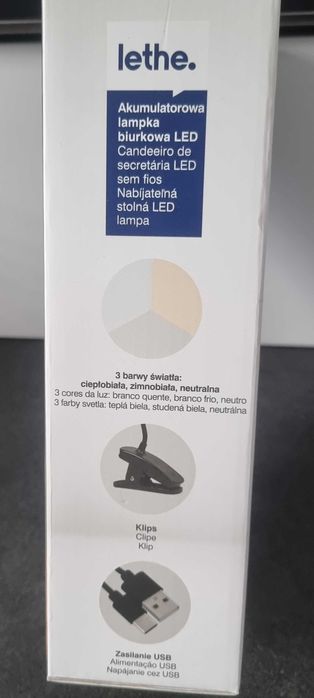 lethe.
Akumulatorowa
lampka
biurkowa LED
Candeeiro de
secretária LED
sem fios
Nabíjateľná
stolná LED
lampa
3 barwy światła:
ciepłobiała, zimnobiała, neutralna
3 cores da luz: branco quente, branco frio, neutro
3 farby svetla: teplá biela, studená biela, neutrálna
Klips
Clipe
Klip
Zasilanie USB
Alimentação USB
Napájanie cez USB